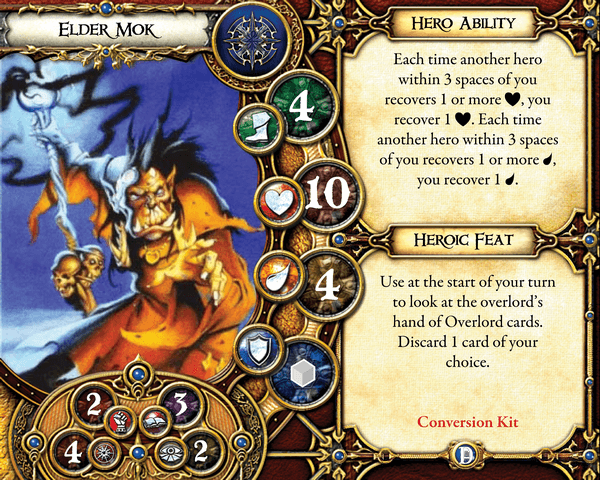 Elder Mok
4
10
4
2
3
4
2
Hero Ability
Each time another hero
within 3 spaces of you
recovers 1 or more ♥, you
recover 1 ♥. Each time
another hero within 3 spaces
of you recovers 1 or more 💧,
you recover 1 💧.
Heroic Feat
Use at the start of your turn
to look at the overlord's
hand of Overlord cards.
Discard 1 card of your
choice.
Conversion Kit
D